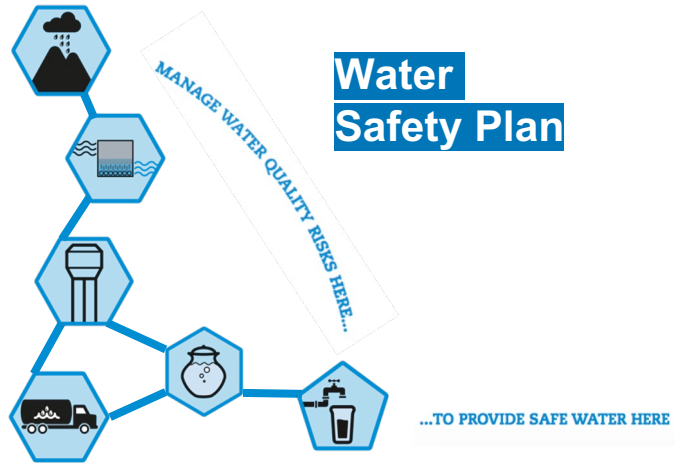 Water
Safety Plan
MANAGE WATER QUALITY RISKS HERE...
...TO PROVIDE SAFE WATER HERE